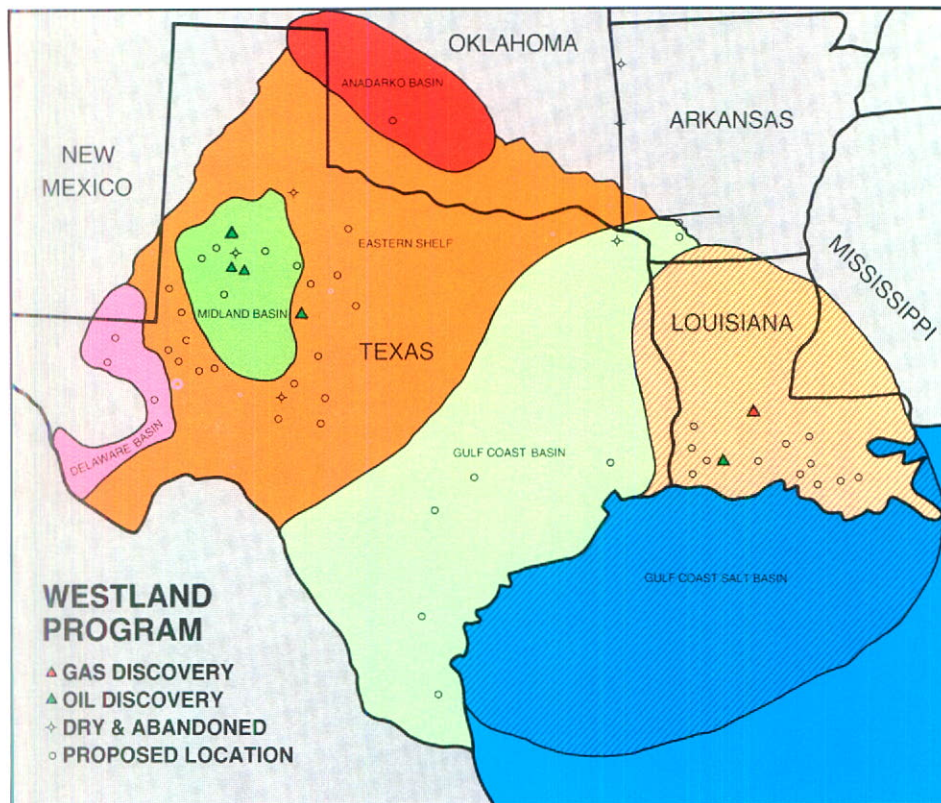 OKLAHOMA
ANADARKO BASIN
ARKANSAS
NEW
MEXICO
EASTERN SHELF
MISSISSIPPI
MIDLAND BASIN
LOUISIANA
TEXAS
DELAWARE BASIN
GULF COAST BASIN
GULF COAST SALT BASIN
WESTLAND
PROGRAM
GAS DISCOVERY
OIL DISCOVERY
DRY & ABANDONED
PROPOSED LOCATION